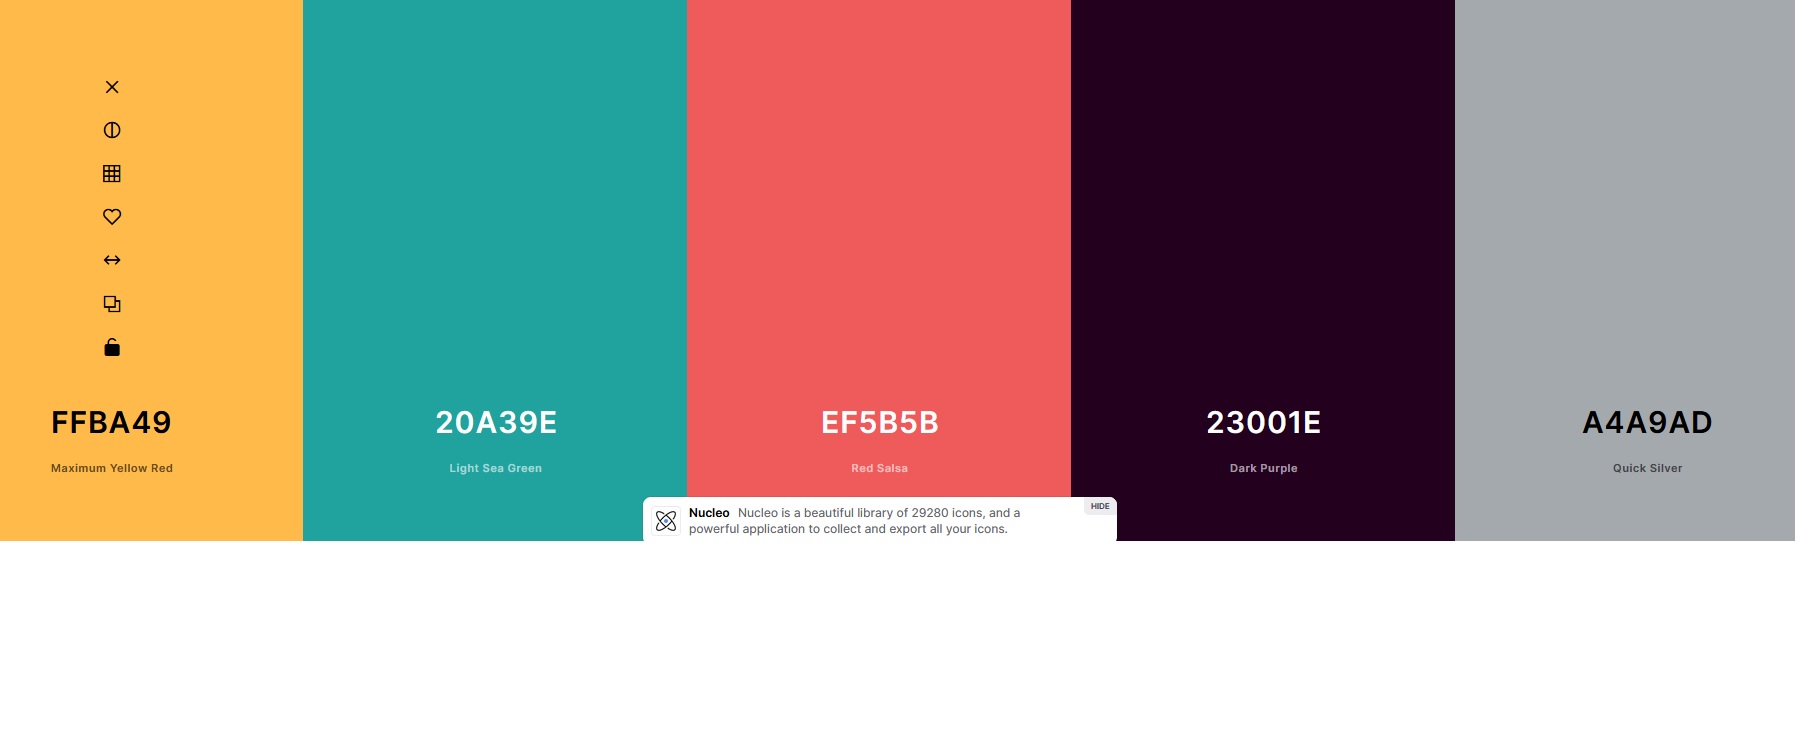 FFBA49
Maximum Yellow Red
20A39E
Light Sea Green
EF5B5B
Red Salsa
23001E
Dark Purple
A4A9AD
Quick Silver
Nucleo Nucleo is a beautiful library of 29280 icons, and a
powerful application to collect and export all your icons.
HIDE